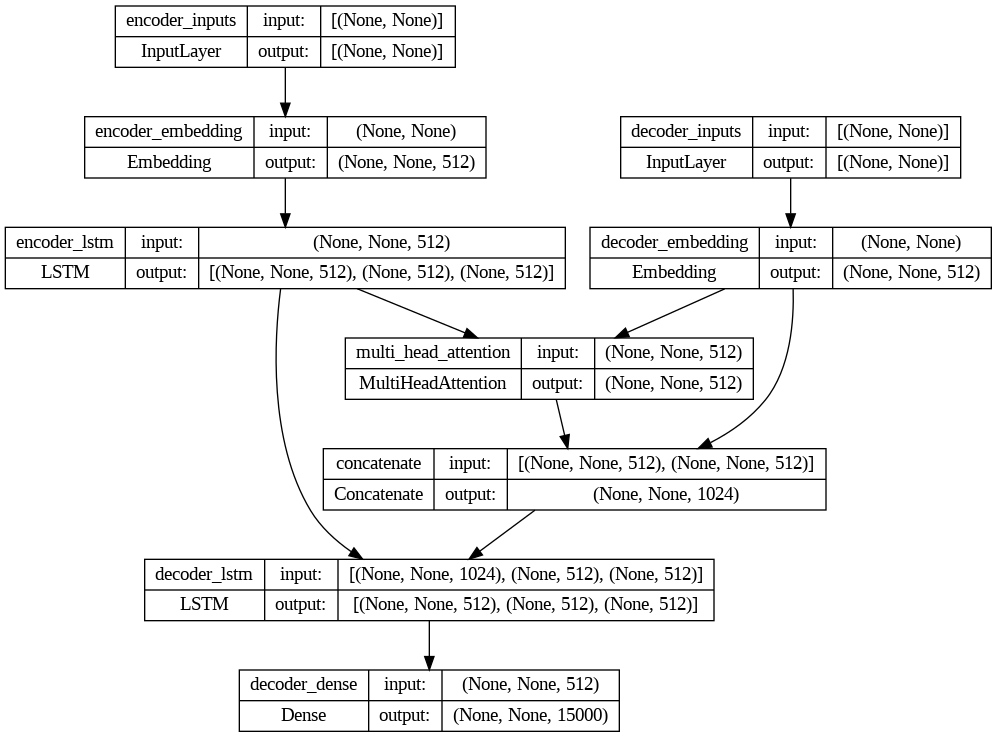 encoder_inputs input: [(None, None)]
InputLayer output: [(None, None)]
encoder_embedding input: (None, None)
Embedding output: (None, None, 512)
decoder_inputs input: [(None, None)]
InputLayer output: [(None, None)]
encoder_lstm input: (None, None, 512)
LSTM output: [(None, None, 512), (None, 512), (None, 512)]
decoder_embedding input: (None, None)
Embedding output: (None, None, 512)
multi_head_attention input: (None, None, 512)
MultiHeadAttention output: (None, None, 512)
concatenate input: [(None, None, 512), (None, None, 512)]
Concatenate output: (None, None, 1024)
decoder_lstm input: [(None, None, 1024), (None, 512), (None, 512)]
LSTM output: [(None, None, 512), (None, 512), (None, 512)]
decoder_dense input: (None, None, 512)
Dense output: (None, None, 15000)